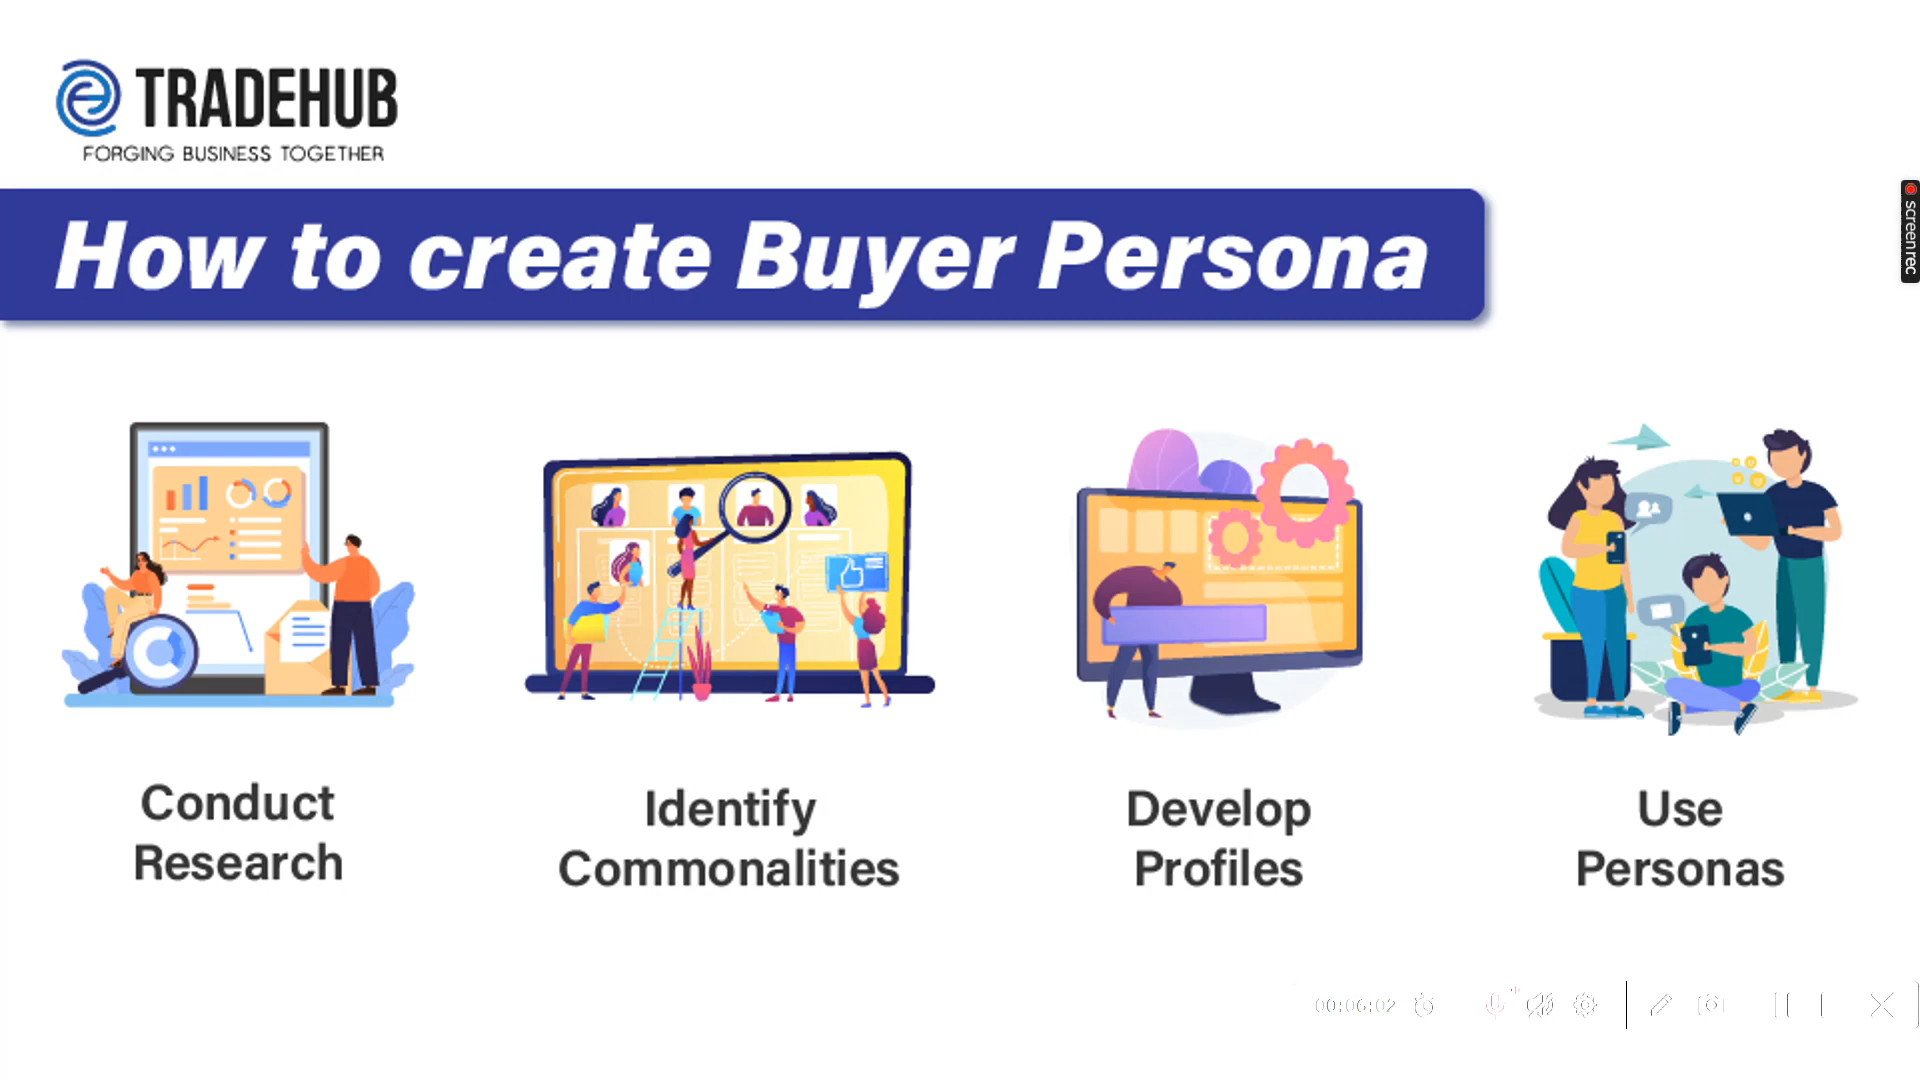 TRADEHUB
FORGING BUSINESS TOGETHER
How to create Buyer Persona
screenrec
Conduct
Research
Identify
Commonalities
Develop
Profiles
Use
Personas
00:06:02